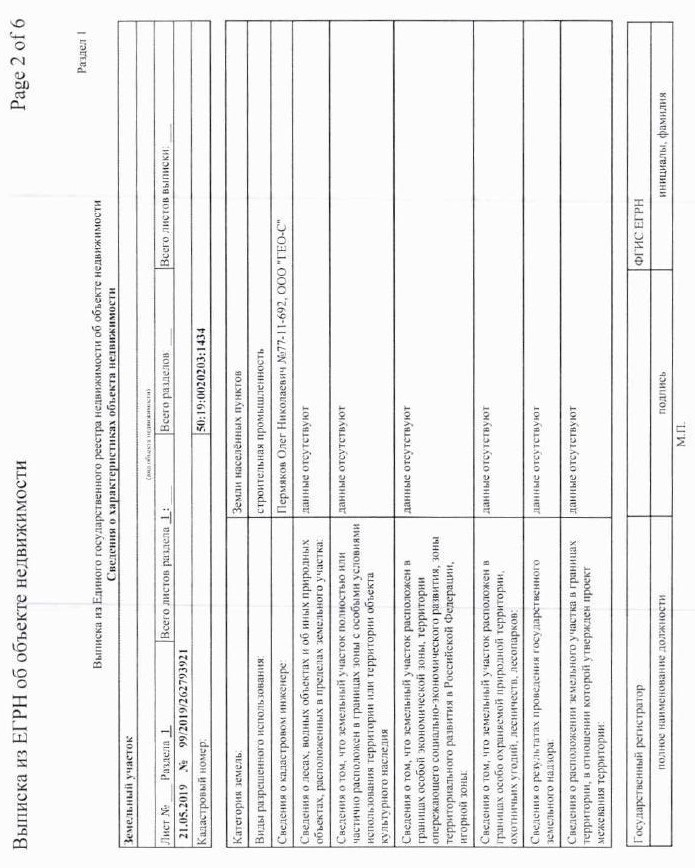 Выписка из ЕГРН об объекте недвижимости
Page 2 of 6
Раздел 1
Выписка из Единого государственного реестра недвижимости об объекте недвижимости
Сведения о характеристиках объекта недвижимости
Земельный участок
(вид объекта недвижимости)
Лист № Раздела 1 Всего листов раздела 1 : Всего разделов Всего листов выписки:
21.05.2019 № 99/2019/262793921
Кадастровый номер: 50:19:0020203:1434
Категория земель: Земли населённых пунктов
Виды разрешенного использования: строительная промышленность
Сведения о кадастровом инженере: Пермяков Олег Николаевич №77-11-692, ООО "ГЕО-С"
Сведения о лесах, водных объектах и об иных природных
объектах, расположенных в пределах земельного участка:
данные отсутствуют
Сведения о том, что земельный участок полностью или
частично расположен в границах зоны с особыми условиями
использования территории или территории объекта
культурного наследия
данные отсутствуют
Сведения о том, что земельный участок расположен в
границах особой экономической зоны, территории
опережающего социально-экономического развития, зоны
территориального развития в Российской Федерации,
игорной зоны:
данные отсутствуют
Сведения о том, что земельный участок расположен в
границах особо охраняемой природной территории,
охотничьих угодий, лесничеств, лесопарков:
данные отсутствуют
Сведения о результатах проведения государственного
земельного надзора:
данные отсутствуют
Сведения о расположении земельного участка в границах
территории, в отношении которой утвержден проект
межевания территории:
данные отсутствуют
Государственный регистратор ФГИС ЕГРН
полное наименование должности подпись инициалы, фамилия
М.П.